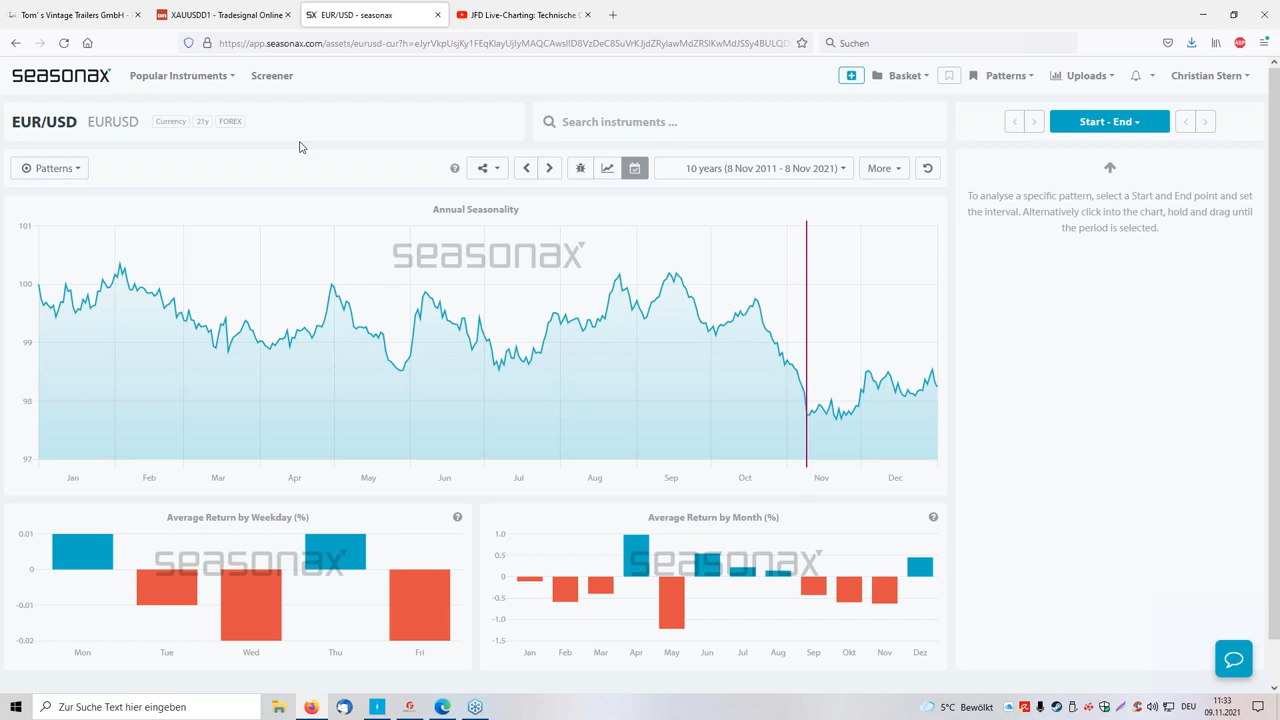 Tom´s Vintage Trailers GmbH -
XAUUSDD1 - Tradesignal Online
EUR/USD - seasonax
JFD Live-Charting: Technische
Suchen
seasonax
Popular Instruments
Screener
Basket
Patterns
Uploads
Christian Stern
EUR/USD
EURUSD
Currency
21y
FOREX
Search instruments ...
Start - End
Patterns
10 years (8 Nov 2011 - 8 Nov 2021)
More
To analyse a specific pattern, select a Start and End point and set
the interval. Alternatively click into the chart, hold and drag until
the period is selected.
Annual Seasonality
seasonax
101
100
99
98
97
Jan Feb Mar Apr May Jun Jul Aug Sep Oct Nov Dec
Average Return by Weekday (%)
seasonax
0.01
0
-0.01
-0.02
Mon Tue Wed Thu Fri
Average Return by Month (%)
seasonax
1.0
0.5
0
-0.5
-1.0
-1.5
Jan Feb Mar Apr May Jun Jul Aug Sep Okt Nov Dez
Zur Suche Text hier eingeben
5°C Bewölkt
DEU
11:33
09.11.2021